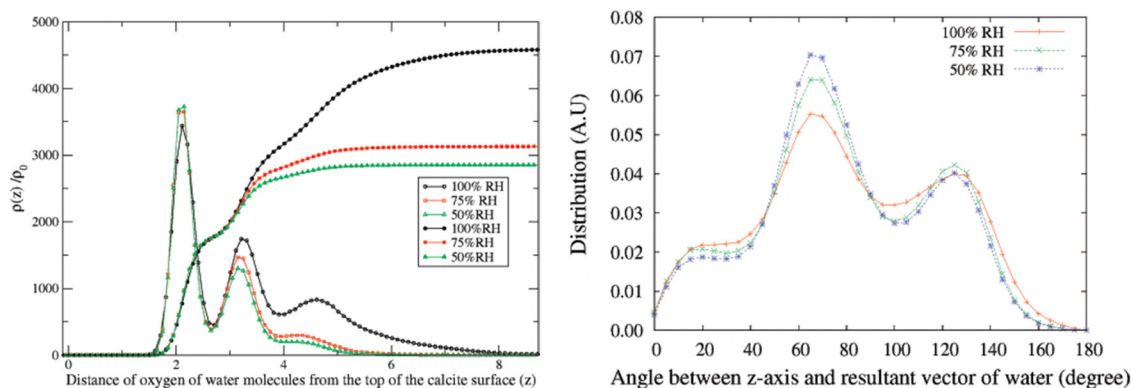 5000
4000
3000
2000
1000
0
ρ(z) /ρ0
100% RH
75% RH
50%RH
100%RH
75%RH
50%RH
0 2 4 6 8
Distance of oxygen of water molecules from the top of the calcite surface (z)
0.08
0.07
0.06
0.05
0.04
0.03
0.02
0.01
0.00
Distribution (A.U)
100% RH
75% RH
50% RH
0 20 40 60 80 100 120 140 160 180
Angle between z-axis and resultant vector of water (degree)